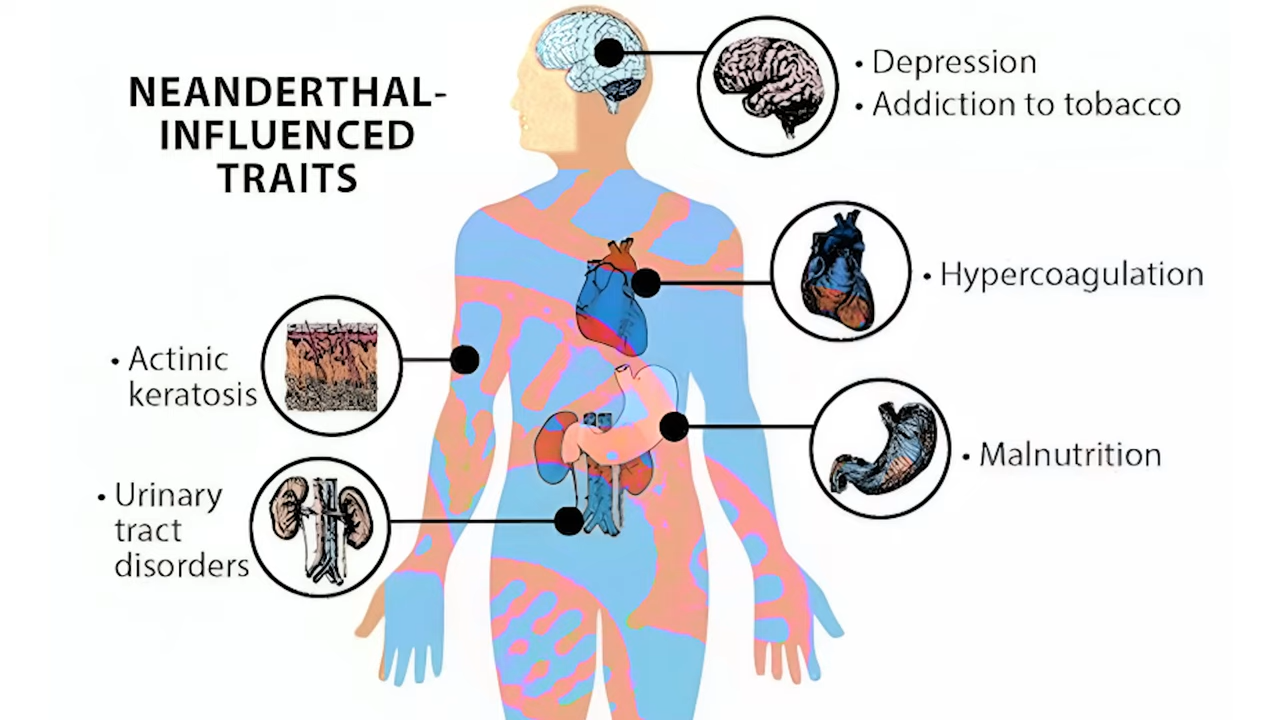 NEANDERTHAL-
INFLUENCED
TRAITS
• Depression
• Addiction to tobacco
• Hypercoagulation
• Actinic
keratosis
• Malnutrition
• Urinary
tract
disorders